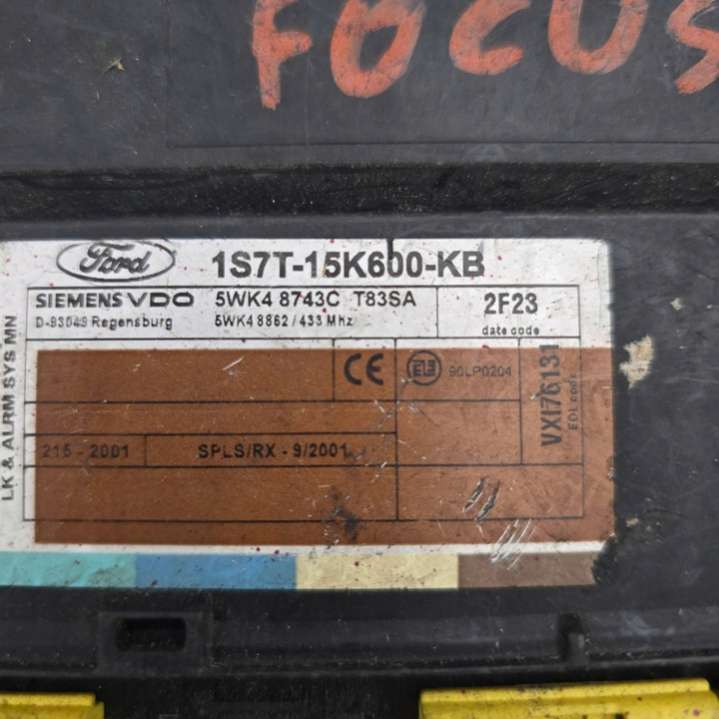 FOCUS
Ford
1S7T-15K600-KB
SIEMENS VDO
D-93049 Regensburg
5WK4 8743C T83SA
5WK4 8862 / 433 MHz
2F23
date code
LK & ALRM SYS MN
CE
90LP0204
VXI76131
EOL code
215 - 2001
SPLS/RX - 9/2001